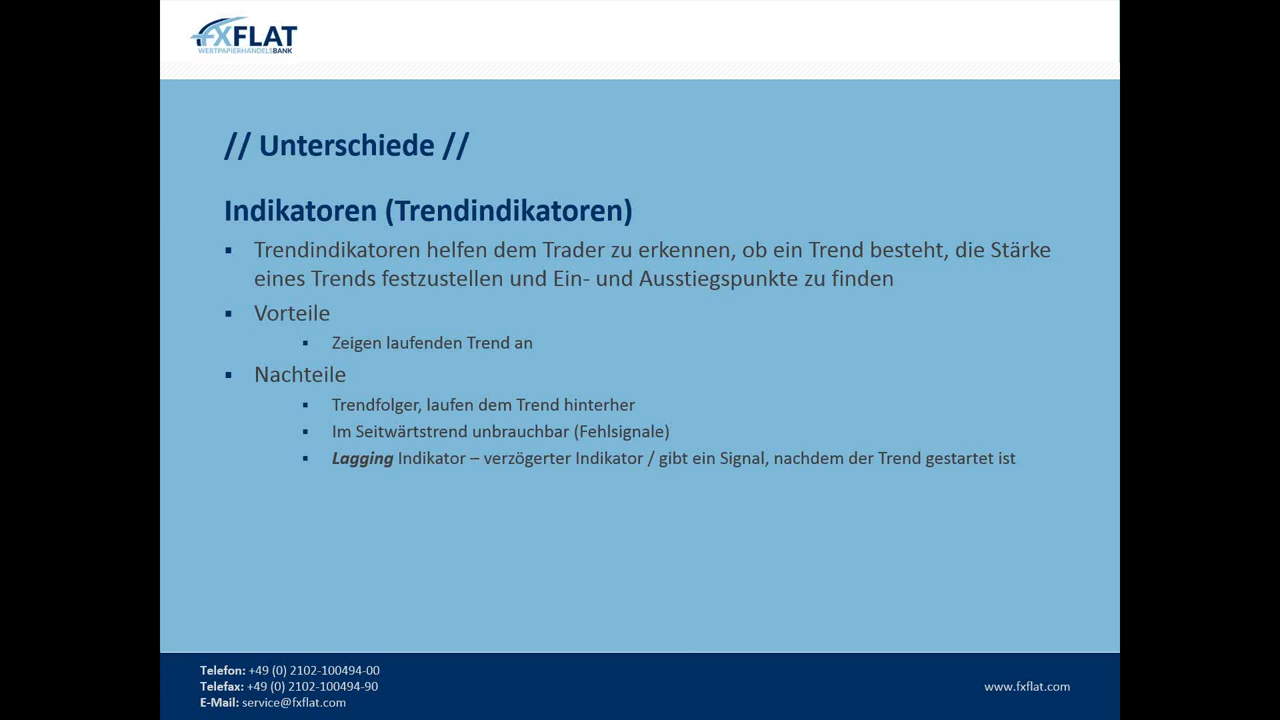 FXFLAT
WERTPAPIERHANDELSBANK
// Unterschiede //
Indikatoren (Trendindikatoren)
▪ Trendindikatoren helfen dem Trader zu erkennen, ob ein Trend besteht, die Stärke
eines Trends festzustellen und Ein- und Ausstiegspunkte zu finden
▪ Vorteile
▪ Zeigen laufenden Trend an
▪ Nachteile
▪ Trendfolger, laufen dem Trend hinterher
▪ Im Seitwärtstrend unbrauchbar (Fehlsignale)
▪ Lagging Indikator – verzögerter Indikator / gibt ein Signal, nachdem der Trend gestartet ist
Telefon: +49 (0) 2102-100494-00
Telefax: +49 (0) 2102-100494-90
E-Mail: service@fxflat.com
www.fxflat.com